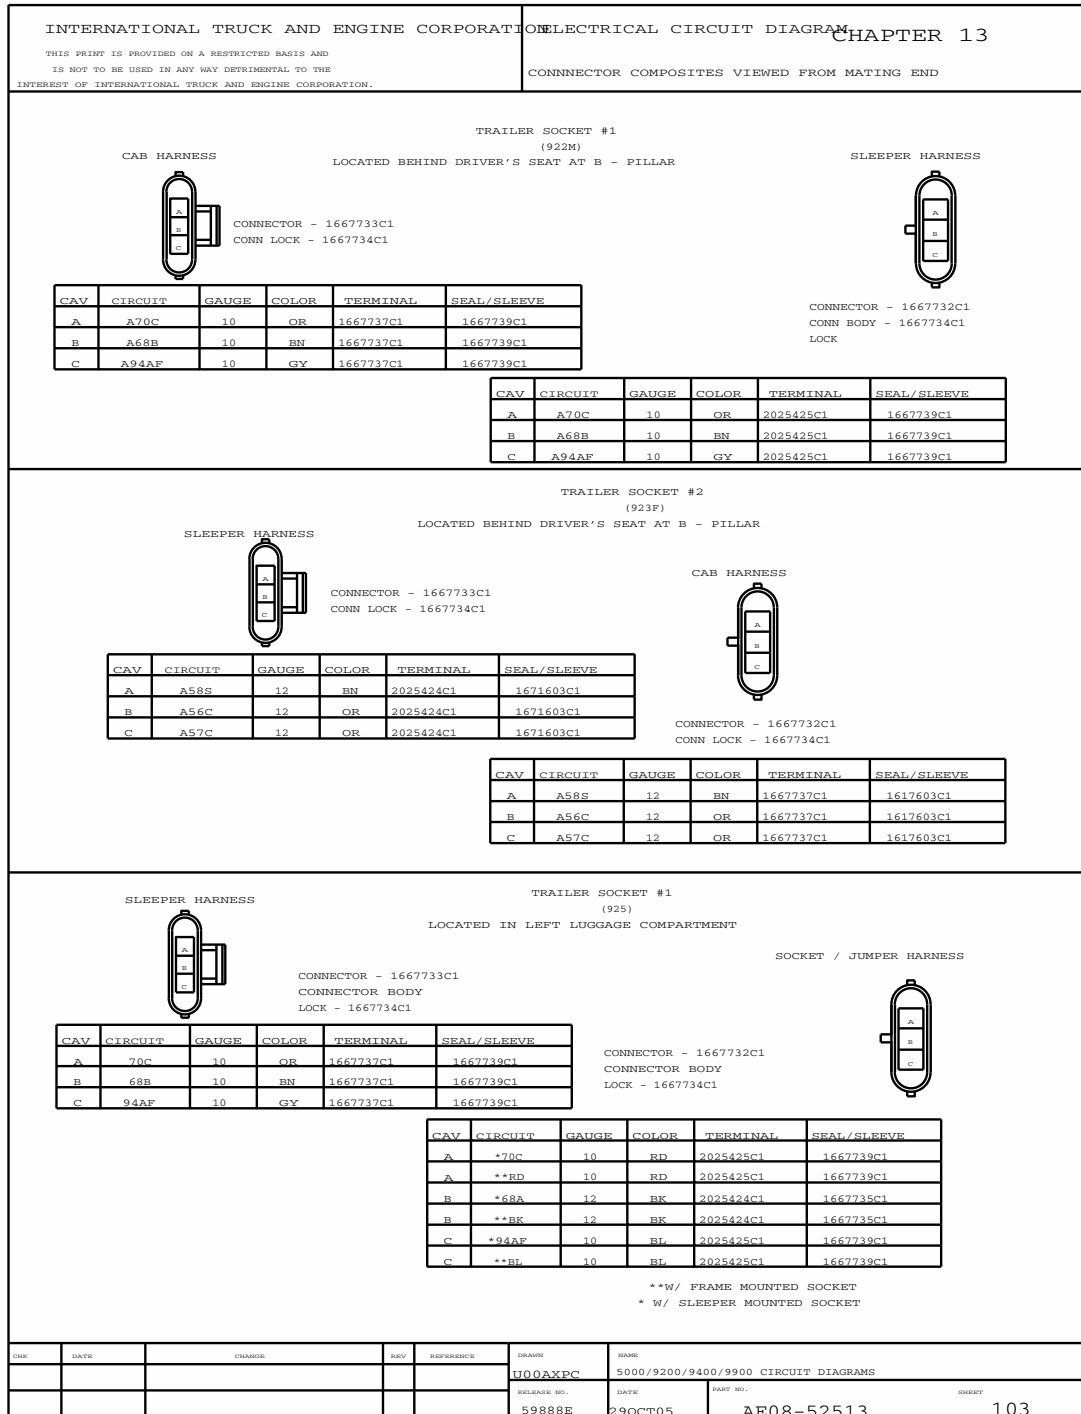 INTERNATIONAL TRUCK AND ENGINE CORPORATION
THIS PRINT IS PROVIDED ON A RESTRICTED BASIS AND
IS NOT TO BE USED IN ANY WAY DETRIMENTAL TO THE
INTEREST OF INTERNATIONAL TRUCK AND ENGINE CORPORATION.
ELECTRICAL CIRCUIT DIAGRAM
CHAPTER 13
CONNNECTOR COMPOSITES VIEWED FROM MATING END
TRAILER SOCKET #1
(922M)
LOCATED BEHIND DRIVER'S SEAT AT B - PILLAR
CAB HARNESS
A
B
C
CONNECTOR - 1667733C1
CONN LOCK - 1667734C1
SLEEPER HARNESS
A
B
C
CONNECTOR - 1667732C1
CONN BODY - 1667734C1
LOCK
CAV CIRCUIT GAUGE COLOR TERMINAL SEAL/SLEEVE
A A70C 10 OR 1667737C1 1667739C1
B A68B 10 BN 1667737C1 1667739C1
C A94AF 10 GY 1667737C1 1667739C1
CAV CIRCUIT GAUGE COLOR TERMINAL SEAL/SLEEVE
A A70C 10 OR 2025425C1 1667739C1
B A68B 10 BN 2025425C1 1667739C1
C A94AF 10 GY 2025425C1 1667739C1
TRAILER SOCKET #2
(923F)
LOCATED BEHIND DRIVER'S SEAT AT B - PILLAR
SLEEPER HARNESS
A
B
C
CONNECTOR - 1667733C1
CONN LOCK - 1667734C1
CAB HARNESS
A
B
C
CONNECTOR - 1667732C1
CONN LOCK - 1667734C1
CAV CIRCUIT GAUGE COLOR TERMINAL SEAL/SLEEVE
A A58S 12 BN 2025424C1 1671603C1
B A56C 12 OR 2025424C1 1671603C1
C A57C 12 OR 2025424C1 1671603C1
CAV CIRCUIT GAUGE COLOR TERMINAL SEAL/SLEEVE
A A58S 12 BN 1667737C1 1617603C1
B A56C 12 OR 1667737C1 1617603C1
C A57C 12 OR 1667737C1 1617603C1
TRAILER SOCKET #1
(925)
LOCATED IN LEFT LUGGAGE COMPARTMENT
SLEEPER HARNESS
A
B
C
CONNECTOR - 1667733C1
CONNECTOR BODY
LOCK - 1667734C1
SOCKET / JUMPER HARNESS
A
B
C
CONNECTOR - 1667732C1
CONNECTOR BODY
LOCK - 1667734C1
CAV CIRCUIT GAUGE COLOR TERMINAL SEAL/SLEEVE
A 70C 10 OR 1667737C1 1667739C1
B 68B 10 BN 1667737C1 1667739C1
C 94AF 10 GY 1667737C1 1667739C1
CAV CIRCUIT GAUGE COLOR TERMINAL SEAL/SLEEVE
A *70C 10 RD 2025425C1 1667739C1
A **RD 10 RD 2025425C1 1667739C1
B *68A 12 BK 2025424C1 1667735C1
B **BK 12 BK 2025424C1 1667735C1
C *94AF 10 BL 2025425C1 1667739C1
C **BL 10 BL 2025425C1 1667739C1
**W/ FRAME MOUNTED SOCKET
* W/ SLEEPER MOUNTED SOCKET
CHK DATE CHANGE REV REFERENCE
DRAWN
U00AXPC
NAME
5000/9200/9400/9900 CIRCUIT DIAGRAMS
RELEASE NO.
59888E
DATE
29OCT05
PART NO.
AE08-52513
SHEET
103